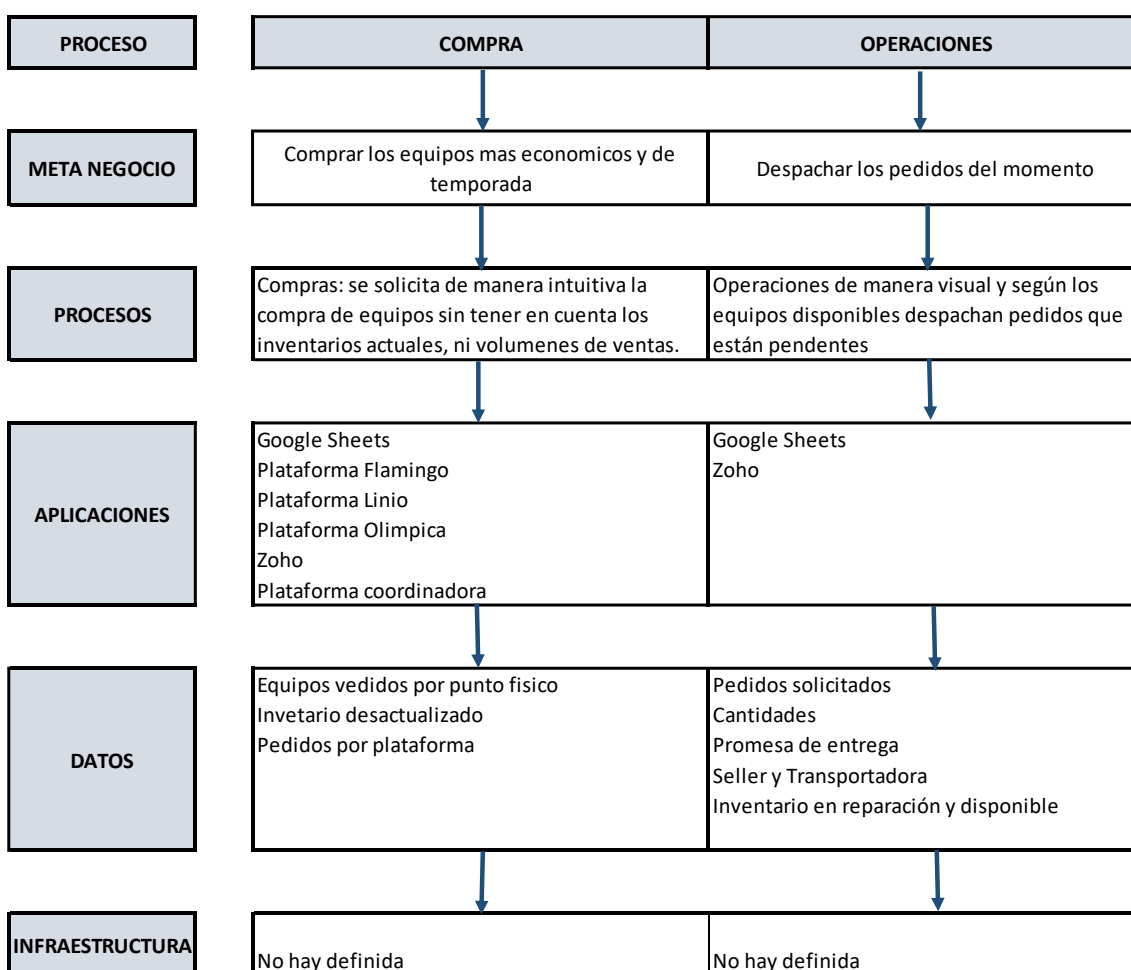 PROCESO
COMPRA
OPERACIONES
META NEGOCIO
Comprar los equipos mas economicos y de
temporada
Despachar los pedidos del momento
PROCESOS
Compras: se solicita de manera intuitiva la
compra de equipos sin tener en cuenta los
inventarios actuales, ni volumenes de ventas.
Operaciones de manera visual y según los
equipos disponibles despachan pedidos que
están pendentes
APLICACIONES
Google Sheets
Plataforma Flamingo
Plataforma Linio
Plataforma Olimpica
Zoho
Plataforma coordinadora
Google Sheets
Zoho
DATOS
Equipos vedidos por punto fisico
Invetario desactualizado
Pedidos por plataforma
Pedidos solicitados
Cantidades
Promesa de entrega
Seller y Transportadora
Inventario en reparación y disponible
INFRAESTRUCTURA
No hay definida
No hay definida